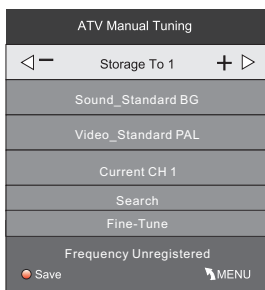 ATV Manual Tuning
Storage To 1
Sound_Standard BG
Video_Standard PAL
Current CH 1
Search
Fine-Tune
Frequency Unregistered
Save MENU